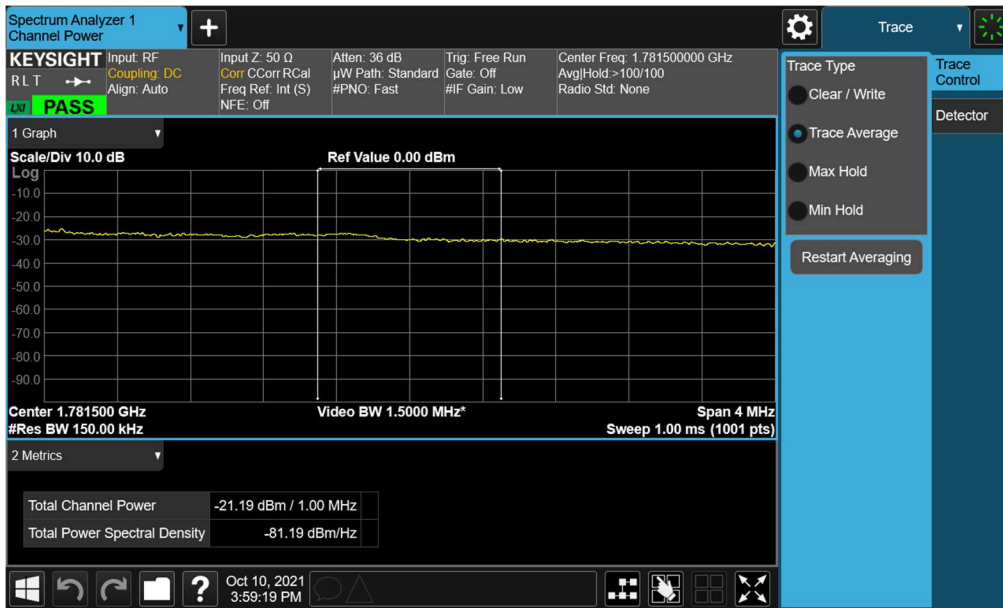 Spectrum Analyzer 1
Channel Power
+
Trace
KEYSIGHT
R L T
LXI
PASS
Input: RF
Coupling: DC
Align: Auto
Input Z: 50 Ω
Corr CCorr RCal
Freq Ref: Int (S)
NFE: Off
Atten: 36 dB
µW Path: Standard
#PNO: Fast
Trig: Free Run
Gate: Off
#IF Gain: Low
Center Freq: 1.781500000 GHz
Avg|Hold:>100/100
Radio Std: None
1 Graph
Scale/Div 10.0 dB
Ref Value 0.00 dBm
Log
-10.0
-20.0
-30.0
-40.0
-50.0
-60.0
-70.0
-80.0
-90.0
Center 1.781500 GHz
#Res BW 150.00 kHz
Video BW 1.5000 MHz*
Span 4 MHz
Sweep 1.00 ms (1001 pts)
2 Metrics
Total Channel Power
-21.19 dBm / 1.00 MHz
Total Power Spectral Density
-81.19 dBm/Hz
Trace Type
Clear / Write
Trace Average
Max Hold
Min Hold
Restart Averaging
Trace
Control
Detector
?
Oct 10, 2021
3:59:19 PM